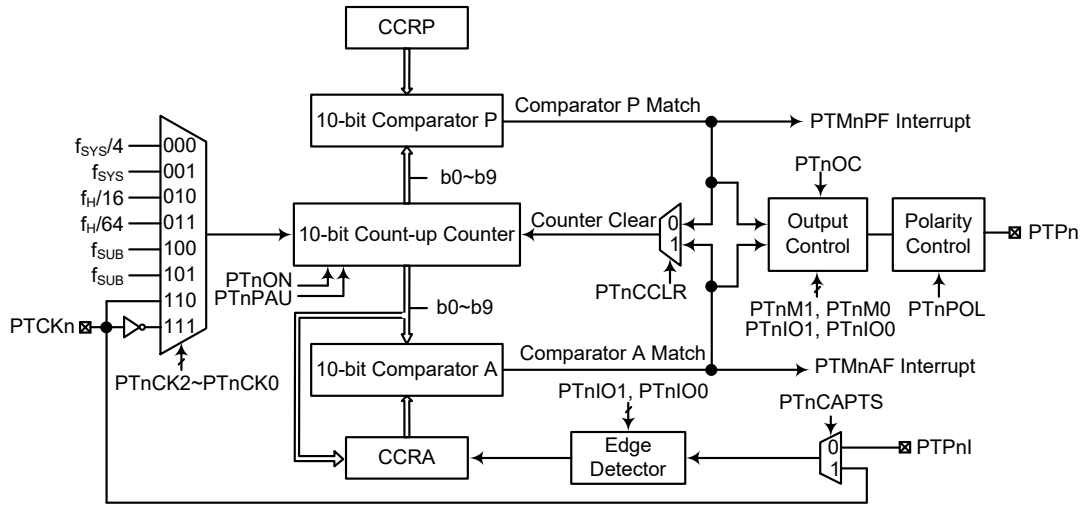 CCRP
10-bit Comparator P
Comparator P Match
PTMnPF Interrupt
b0~b9
fSYS/4
000
fSYS
001
fH/16
010
fH/64
011
fSUB
100
fSUB
101
110
111
PTCKn
PTnCK2~PTnCK0
10-bit Count-up Counter
PTnON
PTnPAU
Counter Clear
0
1
PTnCCLR
PTnOC
Output
Control
PTnM1, PTnM0
PTnIO1, PTnIO0
Polarity
Control
PTnPOL
PTPn
b0~b9
10-bit Comparator A
Comparator A Match
PTMnAF Interrupt
PTnIO1, PTnIO0
PTnCAPTS
CCRA
Edge
Detector
0
1
PTPnI